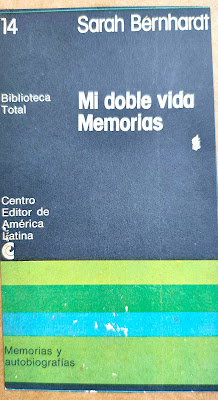 14
Sarah Bernhardt
Biblioteca
Total
Mi doble vida
Memorias
Centro
Editor de
América
Latina
Memorias y
autobiografías